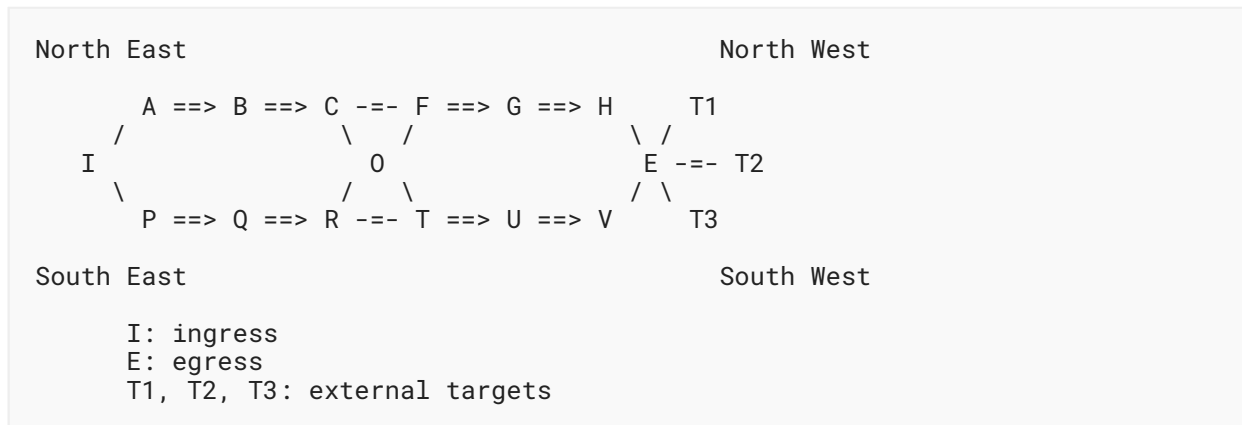 North East                                   North West

       A ==> B ==> C -=- F ==> G ==> H     T1
     /              \   /              \  /
   I                  O                 E -=- T2
     \              /   \              /  \
       P ==> Q ==> R -=- T ==> U ==> V     T3

South East                                   South West

      I: ingress
      E: egress
      T1, T2, T3: external targets